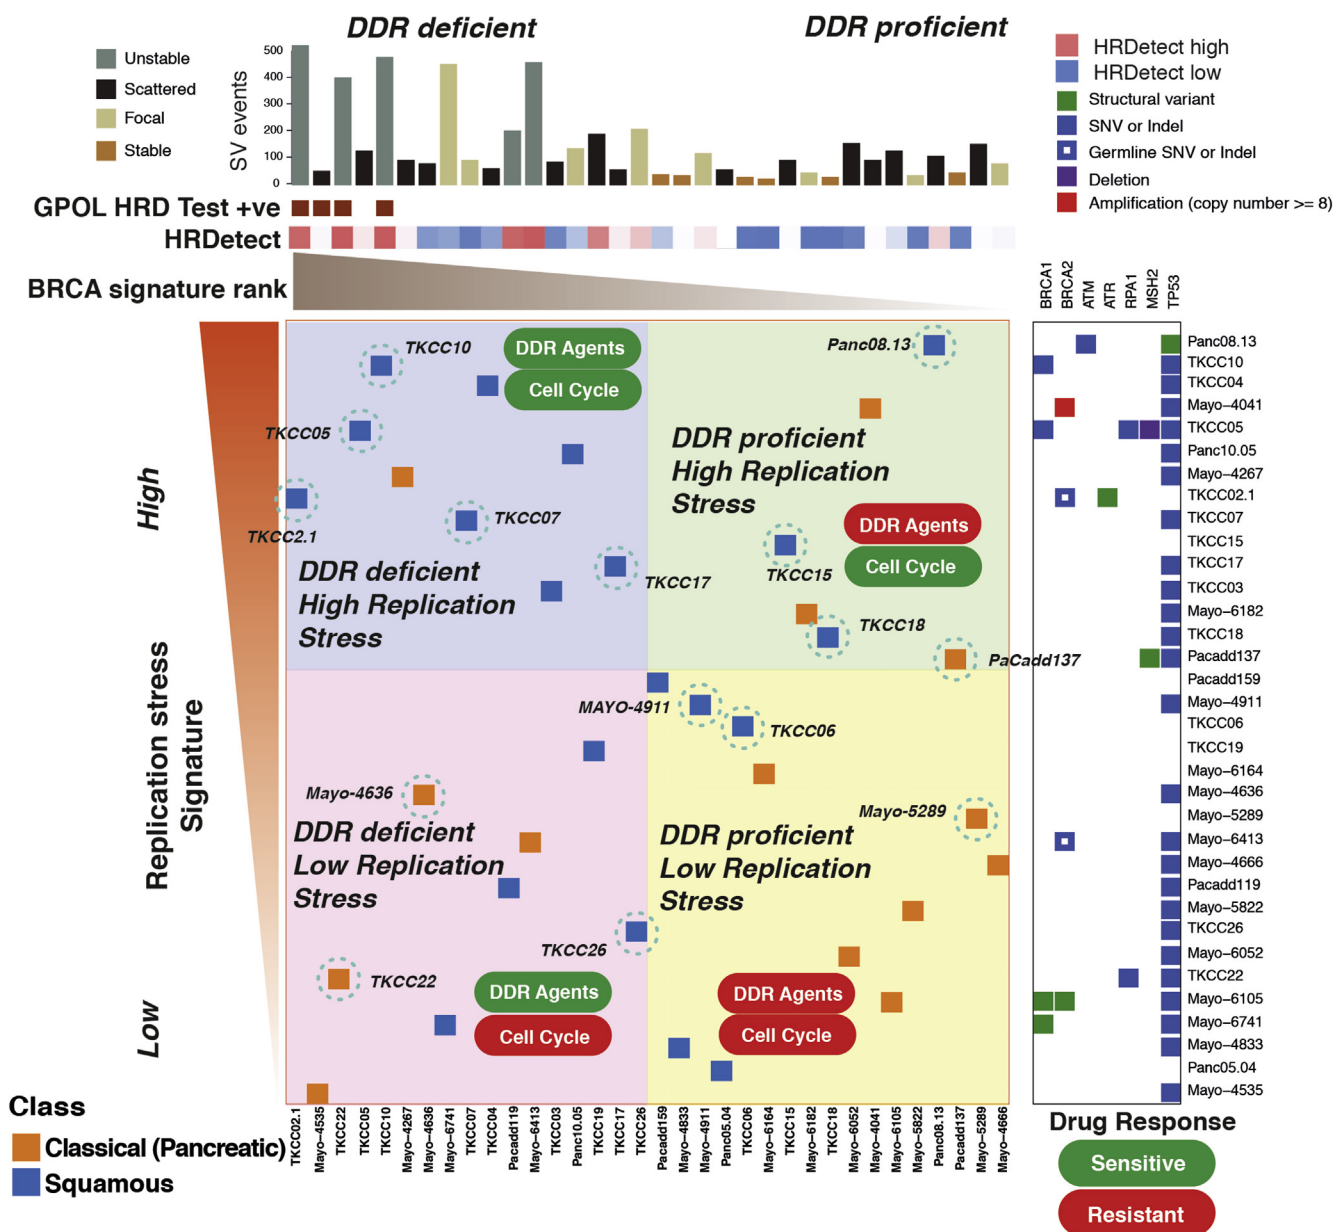 DDR deficient
DDR proficient
Unstable
Scattered
Focal
Stable
SV events
500
400
300
200
100
0
HRDetect high
HRDetect low
Structural variant
SNV or Indel
Germline SNV or Indel
Deletion
Amplification (copy number >= 8)
GPOL HRD Test +ve
HRDetect
BRCA signature rank
BRCA1
BRCA2
ATM
ATR
RPA1
MSH2
TP53
Replication stress
Signature
High
Low
TKCC10
DDR Agents
Cell Cycle
TKCC05
TKCC2.1
TKCC07
TKCC17
DDR deficient
High Replication
Stress
Panc08.13
DDR proficient
High Replication
Stress
DDR Agents
Cell Cycle
TKCC15
TKCC18
PaCadd137
MAYO-4911
TKCC06
Mayo-4636
DDR deficient
Low Replication
Stress
TKCC26
TKCC22
DDR Agents
Cell Cycle
Mayo-5289
DDR proficient
Low Replication
Stress
DDR Agents
Cell Cycle
Panc08.13
TKCC10
TKCC04
Mayo-4041
TKCC05
Panc10.05
Mayo-4267
TKCC02.1
TKCC07
TKCC15
TKCC17
TKCC03
Mayo-6182
TKCC18
Pacadd137
Pacadd159
Mayo-4911
TKCC06
TKCC19
Mayo-6164
Mayo-4636
Mayo-5289
Mayo-6413
Mayo-4666
Pacadd119
Mayo-5822
TKCC26
Mayo-6052
TKCC22
Mayo-6105
Mayo-6741
Mayo-4833
Panc05.04
Mayo-4535
TKCC02.1
Mayo-4535
TKCC22
TKCC05
TKCC10
Mayo-4267
Mayo-4636
Mayo-6741
TKCC07
TKCC04
Pacadd119
Mayo-6413
TKCC03
Panc10.05
TKCC19
TKCC17
TKCC26
Pacadd159
Mayo-4833
Mayo-4911
Panc05.04
TKCC06
Mayo-6164
TKCC15
Mayo-6182
TKCC18
Mayo-6052
Mayo-4041
Mayo-6105
Mayo-5822
Panc08.13
Pacadd137
Mayo-5289
Mayo-4666
Class
Classical (Pancreatic)
Squamous
Drug Response
Sensitive
Resistant